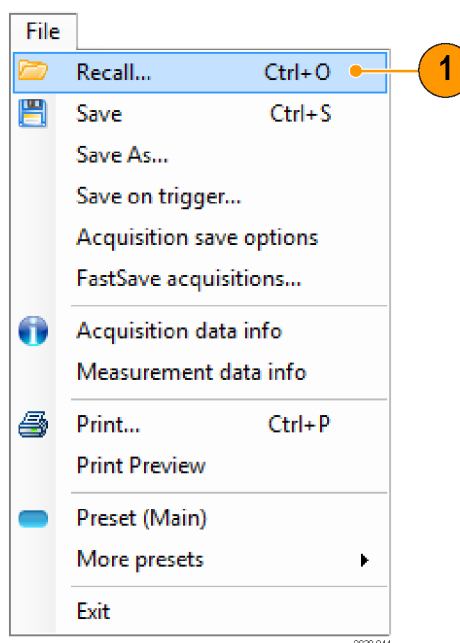 File
Recall... Ctrl+O
1
Save Ctrl+S
Save As...
Save on trigger...
Acquisition save options
FastSave acquisitions...
Acquisition data info
Measurement data info
Print... Ctrl+P
Print Preview
Preset (Main)
More presets
Exit